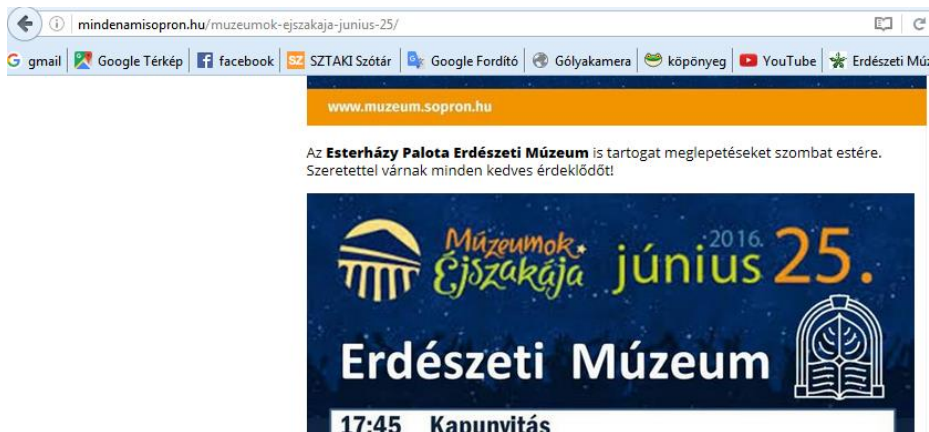 mindenamisopron.hu/muzeumok-ejszakaja-junius-25/
gmail Google Térkép facebook SZTAKI Szótár Google Fordító Gólyakamera köpönyeg YouTube Erdészeti Mú
www.muzeum.sopron.hu
Az Esterházy Palota Erdészeti Múzeum is tartogat meglepetéseket szombat estére.
Szeretettel várnak minden kedves érdeklődőt!
Múzeumok Éjszakája
2016. június 25.
Erdészeti Múzeum
17:45 Kapunyitás